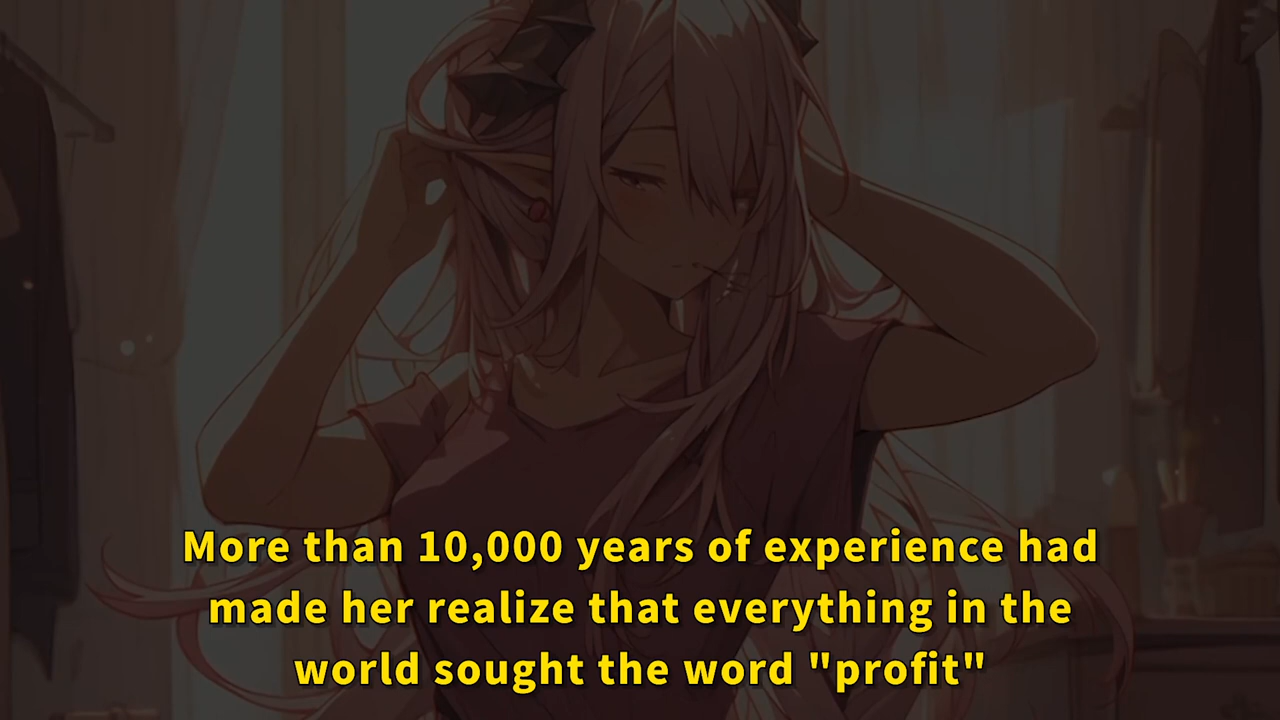 More than 10,000 years of experience had
made her realize that everything in the
world sought the word "profit"